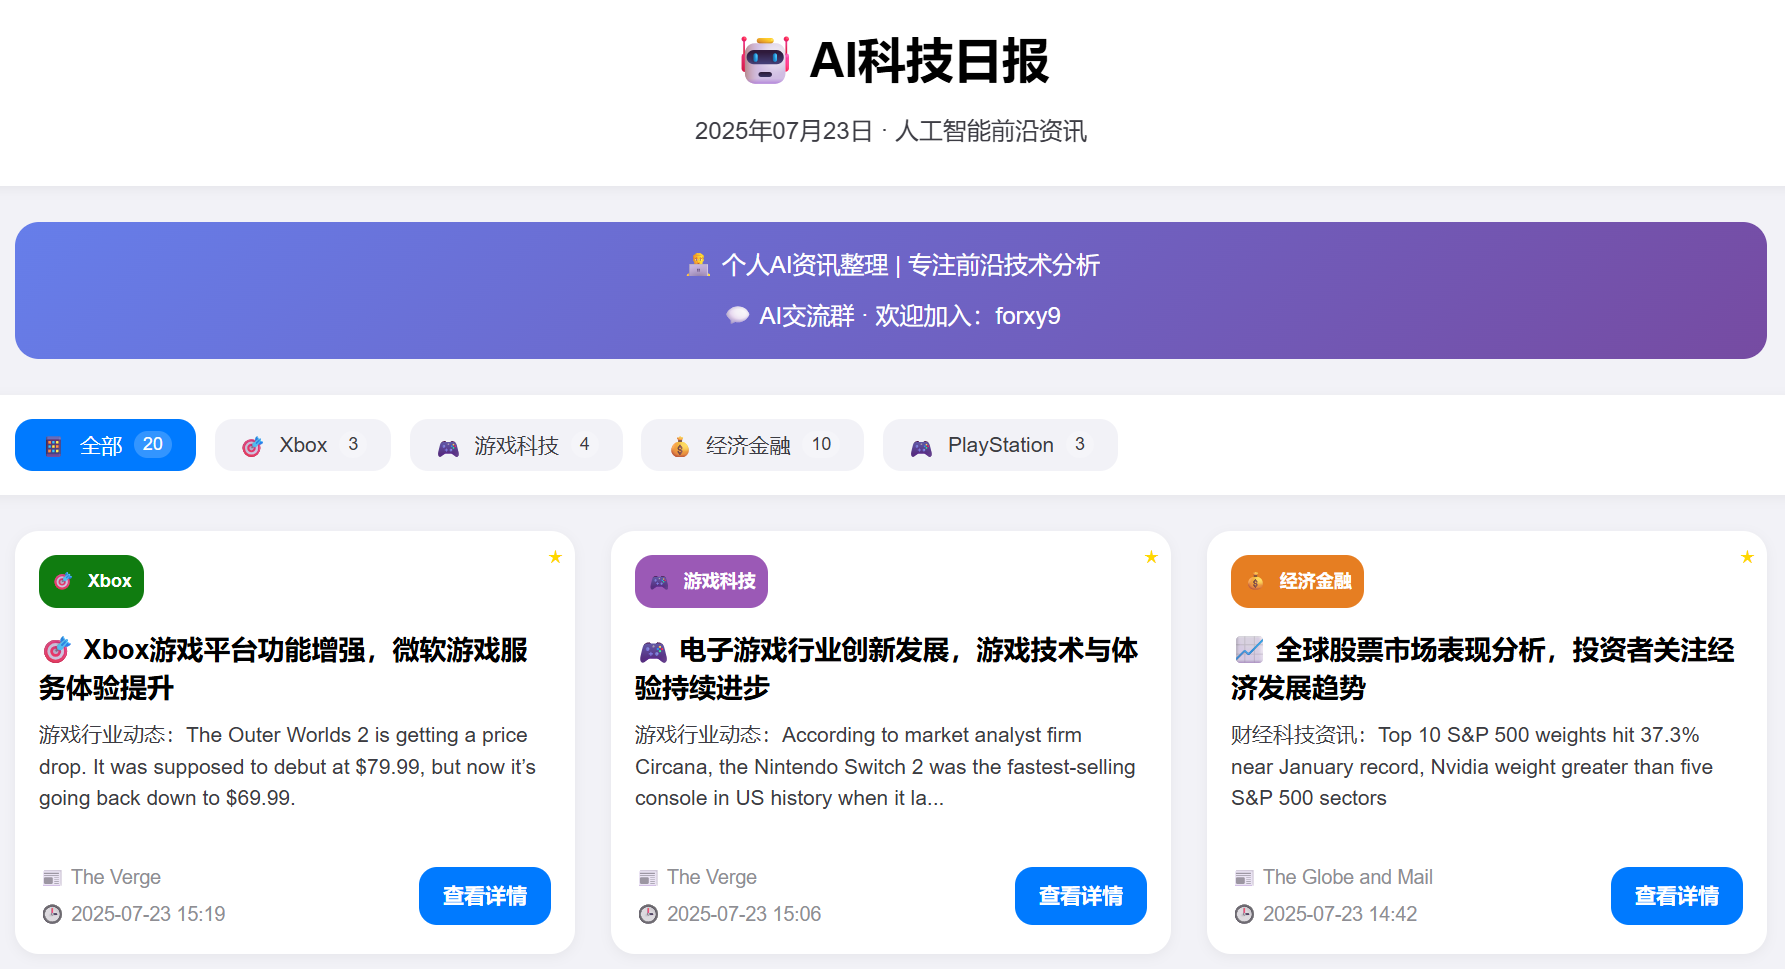 AI科技日报
2025年07月23日 · 人工智能前沿资讯
个人AI资讯整理 | 专注前沿技术分析
AI交流群 · 欢迎加入：forxy9
全部 20
Xbox 3
游戏科技 4
经济金融 10
PlayStation 3
Xbox
Xbox游戏平台功能增强，微软游戏服
务体验提升
游戏行业动态：The Outer Worlds 2 is getting a price
drop. It was supposed to debut at $79.99, but now it’s
going back down to $69.99.
The Verge
2025-07-23 15:19
查看详情
游戏科技
电子游戏行业创新发展，游戏技术与体
验持续进步
游戏行业动态：According to market analyst firm
Circana, the Nintendo Switch 2 was the fastest-selling
console in US history when it la...
The Verge
2025-07-23 15:06
查看详情
经济金融
全球股票市场表现分析，投资者关注经
济发展趋势
财经科技资讯：Top 10 S&P 500 weights hit 37.3%
near January record, Nvidia weight greater than five
S&P 500 sectors
The Globe and Mail
2025-07-23 14:42
查看详情